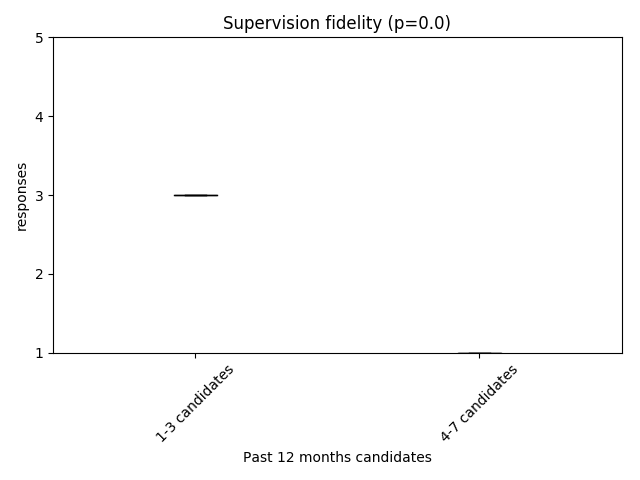 Supervision fidelity (p=0.0)
5
4
3
2
1
responses
1-3 candidates
4-7 candidates
Past 12 months candidates